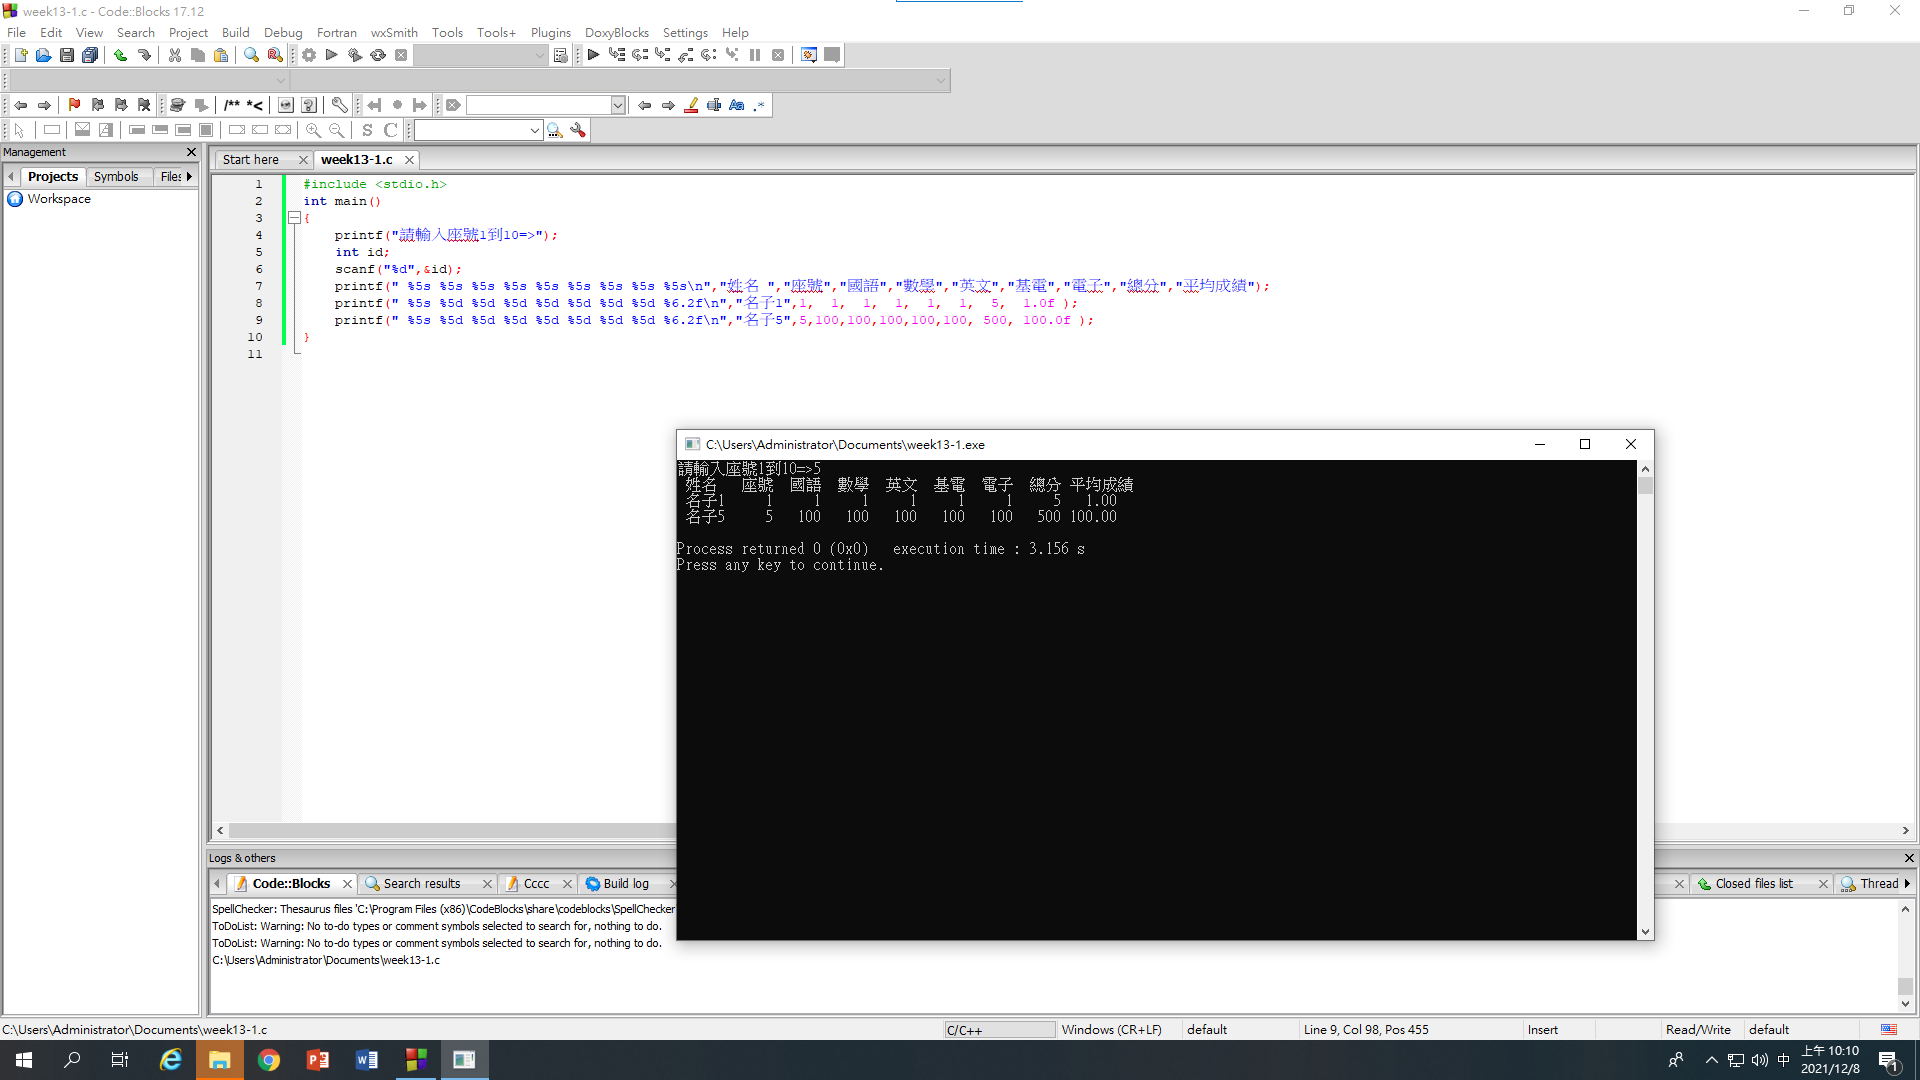 week13-1.c - Code::Blocks 17.12
File Edit View Search Project Build Debug Fortran wxSmith Tools Tools+ Plugins DoxyBlocks Settings Help
/** *<
S C
Management
Projects Symbols Files
Workspace
Start here week13-1.c
1 #include <stdio.h>
2 int main()
3 {
4 printf("請輸入座號1到10=>");
5 int id;
6 scanf("%d",&id);
7 printf(" %5s %5s %5s %5s %5s %5s %5s %5s %5s\n","姓名 ","座號","國語","數學","英文","基電","電子","總分","平均成績");
8 printf(" %5s %5d %5d %5d %5d %5d %5d %5d %6.2f\n","名子1",1, 1, 1, 1, 1, 1, 5, 1.0f );
9 printf(" %5s %5d %5d %5d %5d %5d %5d %5d %6.2f\n","名子5",5,100,100,100,100,100, 500, 100.0f );
10 }
11
C:\Users\Administrator\Documents\week13-1.exe
請輸入座號1到10=>5
姓名 座號 國語 數學 英文 基電 電子 總分 平均成績
名子1 1 1 1 1 1 1 5 1.00
名子5 5 100 100 100 100 100 500 100.00
Process returned 0 (0x0) execution time : 3.156 s
Press any key to continue.
Logs & others
Code::Blocks Search results Cccc Build log Closed files list Thread
SpellChecker: Thesaurus files 'C:\Program Files (x86)\CodeBlocks\share\codeblocks\SpellChecker
ToDoList: Warning: No to-do types or comment symbols selected to search for, nothing to do.
ToDoList: Warning: No to-do types or comment symbols selected to search for, nothing to do.
C:\Users\Administrator\Documents\week13-1.c
C:\Users\Administrator\Documents\week13-1.c C/C++ Windows (CR+LF) default Line 9, Col 98, Pos 455 Insert Read/Write default
中 上午 10:10
2021/12/8
1